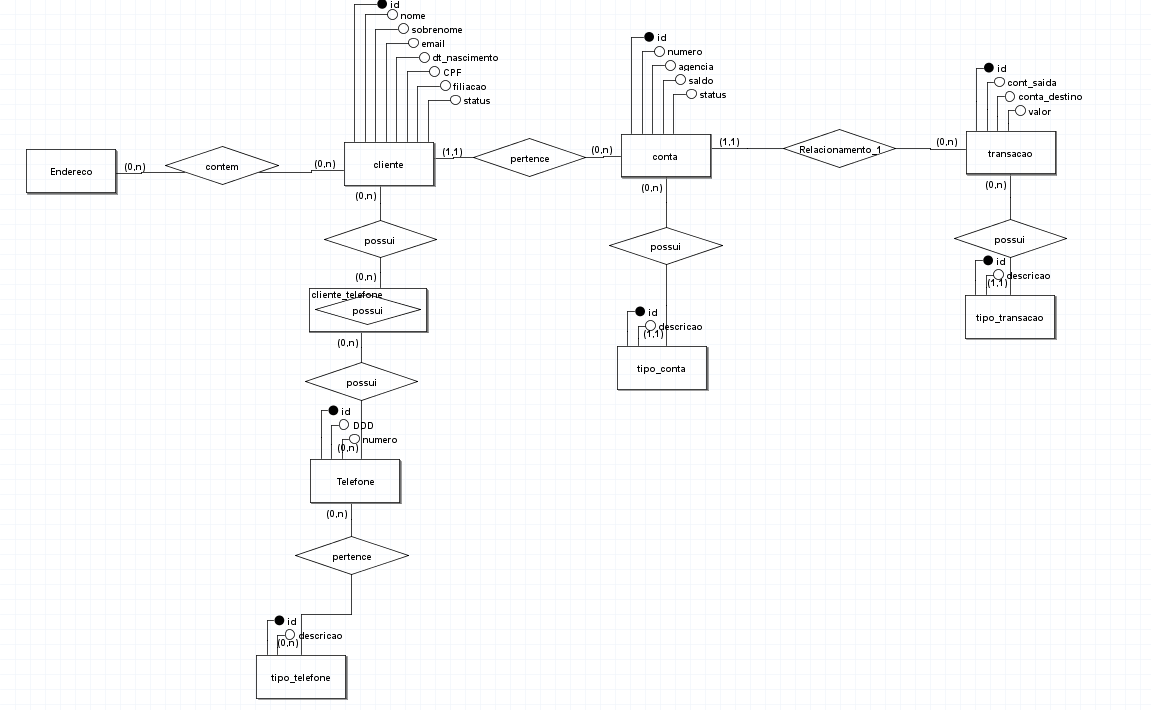 id
nome
sobrenome
email
dt_nascimento
CPF
filiacao
status
id
numero
agencia
saldo
status
id
cont_saida
conta_destino
valor
Endereco
(0,n)
contem
(0,n)
cliente
(1,1)
pertence
(0,n)
conta
(1,1)
Relacionamento_1
(0,n)
transacao
(0,n)
possui
(0,n)
cliente_telefone
possui
(0,n)
possui
id
DDD
numero
(0,n)
Telefone
(0,n)
pertence
id
descricao
(0,n)
tipo_telefone
(0,n)
possui
id
descricao
(1,1)
tipo_conta
(0,n)
possui
id
descricao
(1,1)
tipo_transacao